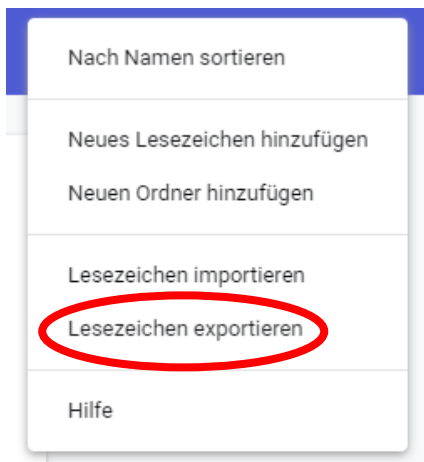 Nach Namen sortieren
Neues Lesezeichen hinzufügen
Neuen Ordner hinzufügen
Lesezeichen importieren
Lesezeichen exportieren
Hilfe